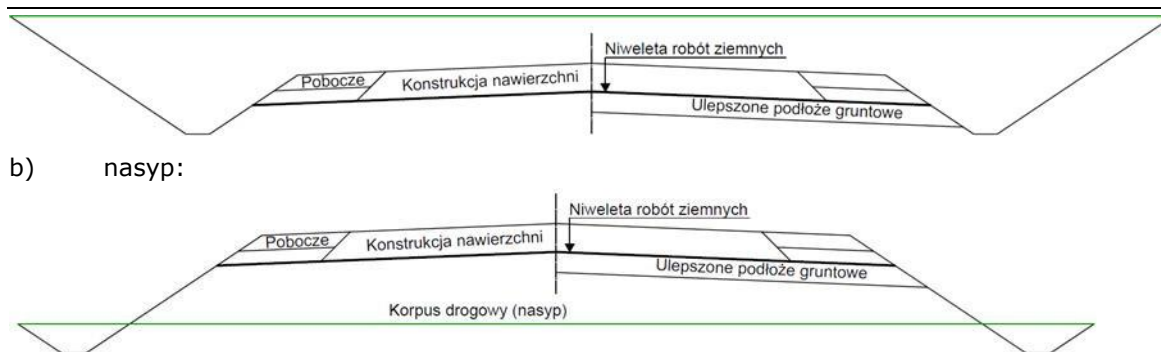 Niweleta robót ziemnych
Pobocze
Konstrukcja nawierzchni
Ulepszone podłoże gruntowe
b) nasyp:
Niweleta robót ziemnych
Pobocze
Konstrukcja nawierzchni
Ulepszone podłoże gruntowe
Korpus drogowy (nasyp)